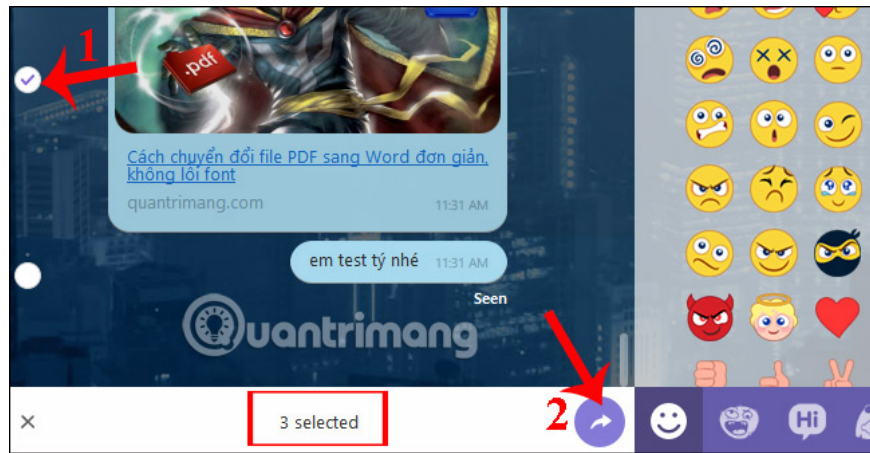 1
.pdf
Cách chuyển đổi file PDF sang Word đơn giản,
không lỗi font
quantrimang.com 11:31 AM
em test tý nhé 11:31 AM
Seen
Quantrimang
3 selected
2
Hi